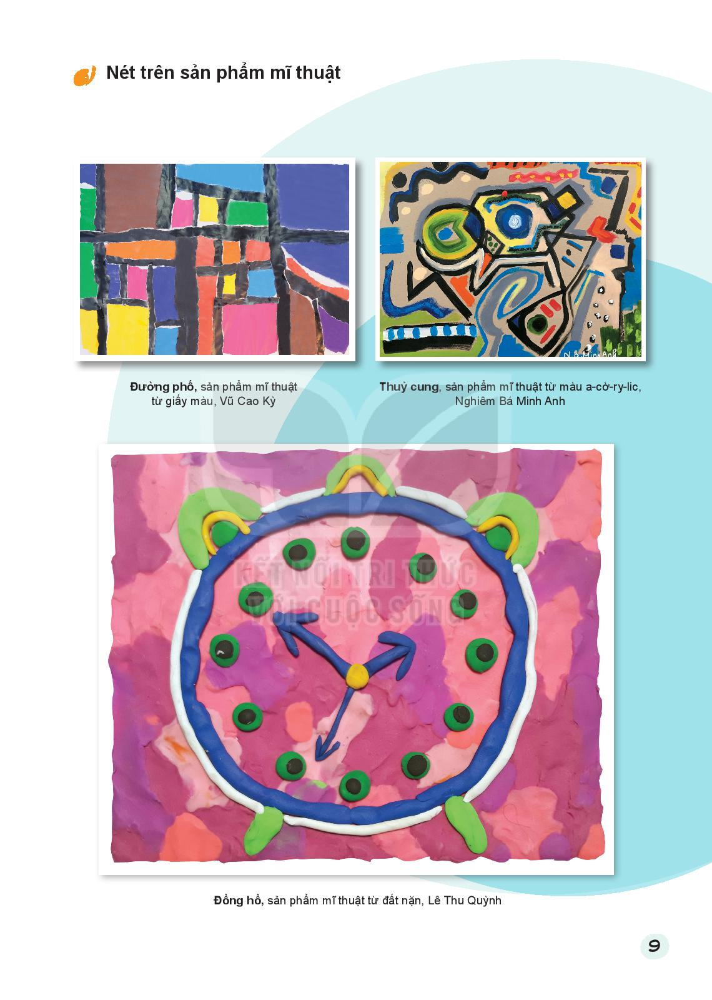 Nét trên sản phẩm mĩ thuật
Đường phố, sản phẩm mĩ thuật
từ giấy màu, Vũ Cao Kỳ
N.B.MinhAnh
Thuỷ cung, sản phẩm mĩ thuật từ màu a-cờ-ry-lic,
Nghiêm Bá Minh Anh
KẾT NỐI TRI THỨC
VỚI CUỘC SỐNG
Đồng hồ, sản phẩm mĩ thuật từ đất nặn, Lê Thu Quỳnh
9